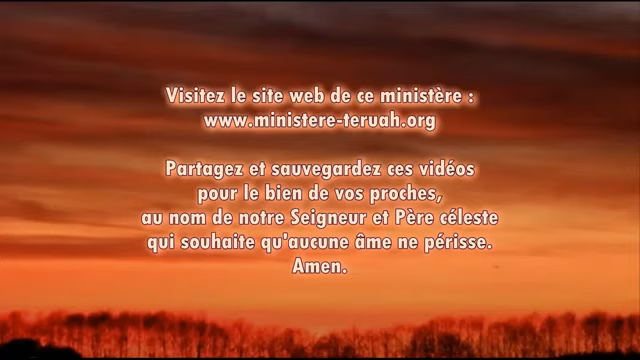 Visitez le site web de ce ministère :
www.ministere-teruah.org
Partagez et sauvegardez ces vidéos
pour le bien de vos proches,
au nom de notre Seigneur et Père céleste
qui souhaite qu'aucune âme ne périsse.
Amen.